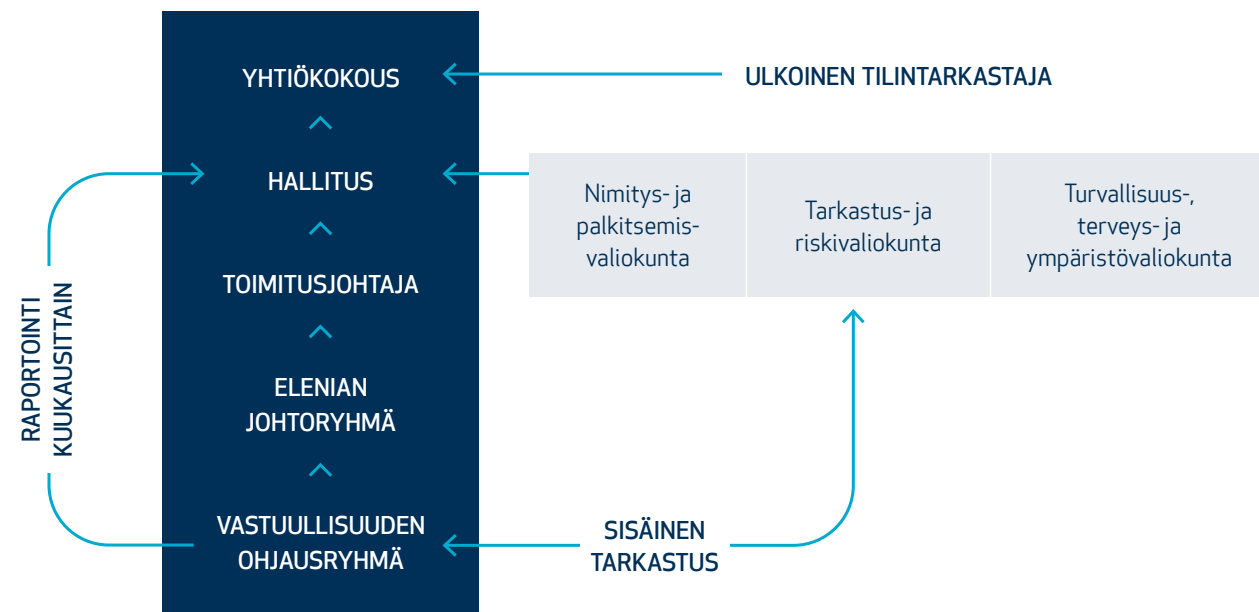 YHTIÖKOKOUS
ULKOINEN TILINTARKASTAJA
HALLITUS
Nimitys- ja
palkitsemis-
valiokunta
Tarkastus- ja
riskivaliokunta
Turvallisuus-,
terveys- ja
ympäristövaliokunta
TOIMITUSJOHTAJA
RAPORTOINTI
KUUKAUSITTAIN
ELENIAN
JOHTORYHMÄ
VASTUULLISUUDEN
OHJAUSRYHMÄ
SISÄINEN
TARKASTUS